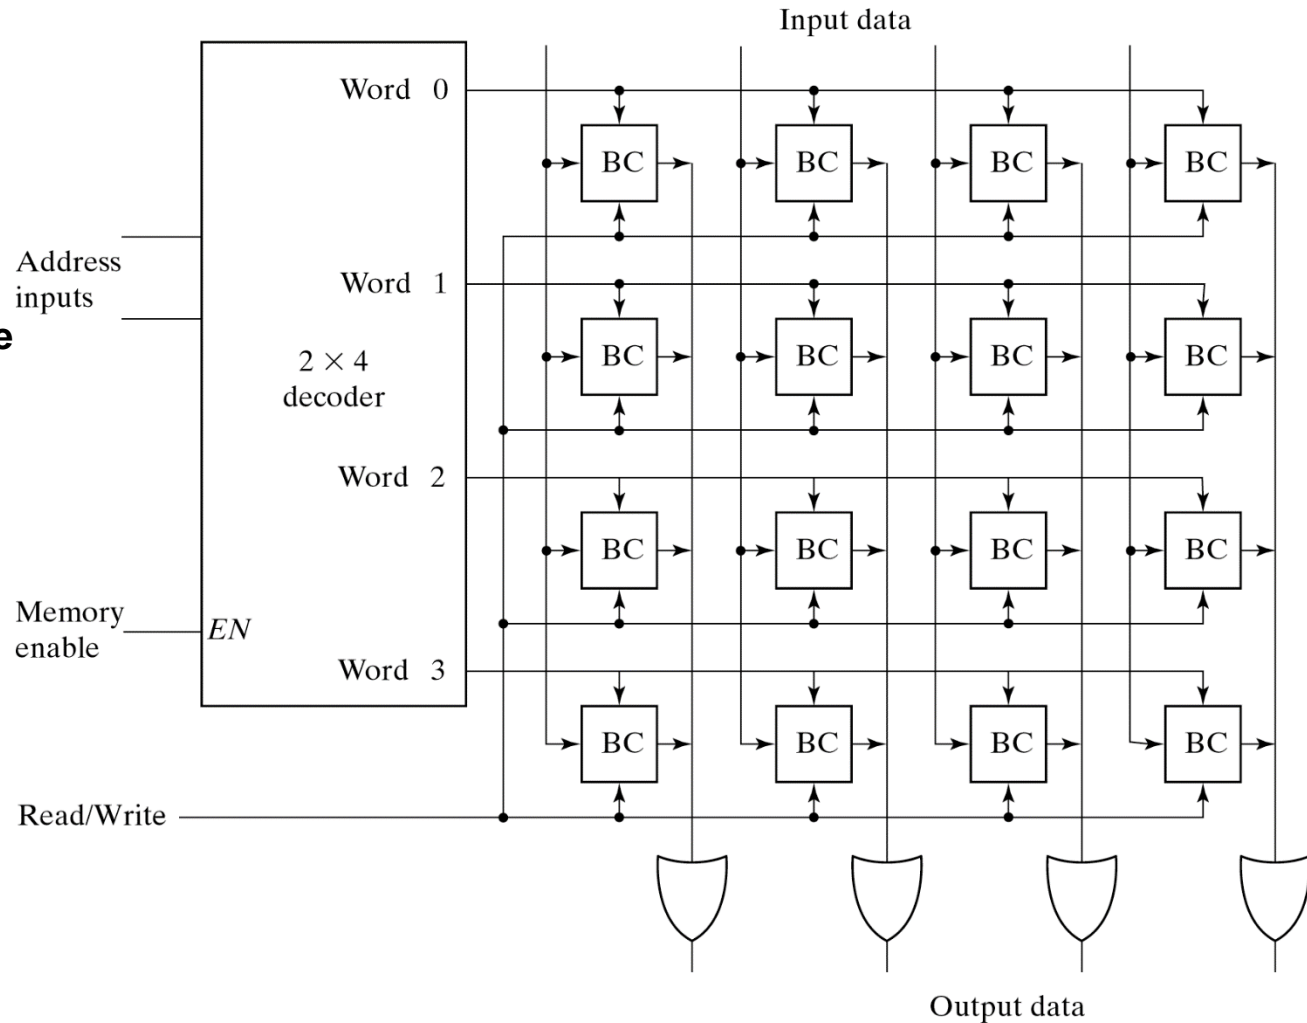 Input data
Word 0
BC BC BC BC
Address
inputs
e
Word 1
BC BC BC BC
2 × 4
decoder
Word 2
BC BC BC BC
Memory
enable
EN
Word 3
BC BC BC BC
Read/Write
Output data